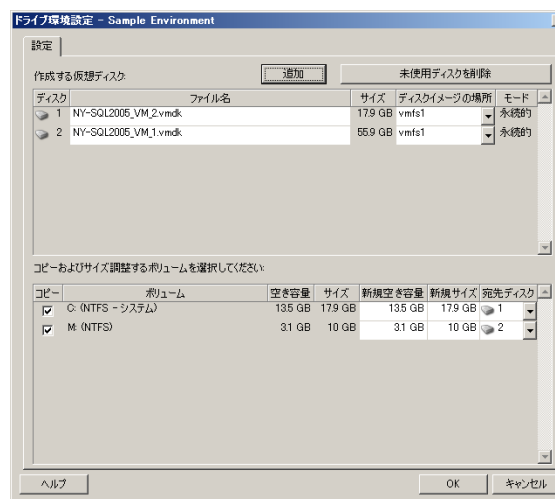 ドライブ環境設定 - Sample Environment
設定
作成する仮想ディスク: 追加 未使用ディスクを削除
ディスク ファイル名 サイズ ディスクイメージの場所 モード
1 NY-SQL2005_VM_2.vmdk 17.9 GB vmfs1 永続的
2 NY-SQL2005_VM_1.vmdk 55.9 GB vmfs1 永続的
コピーおよびサイズ調整するボリュームを選択してください:
コピー ボリューム 空き容量 サイズ 新規空き容量 新規サイズ 宛先ディスク
C: (NTFS - システム) 13.5 GB 17.9 GB 13.5 GB 17.9 GB 1
M: (NTFS) 3.1 GB 10 GB 3.1 GB 10 GB 2
ヘルプ OK キャンセル